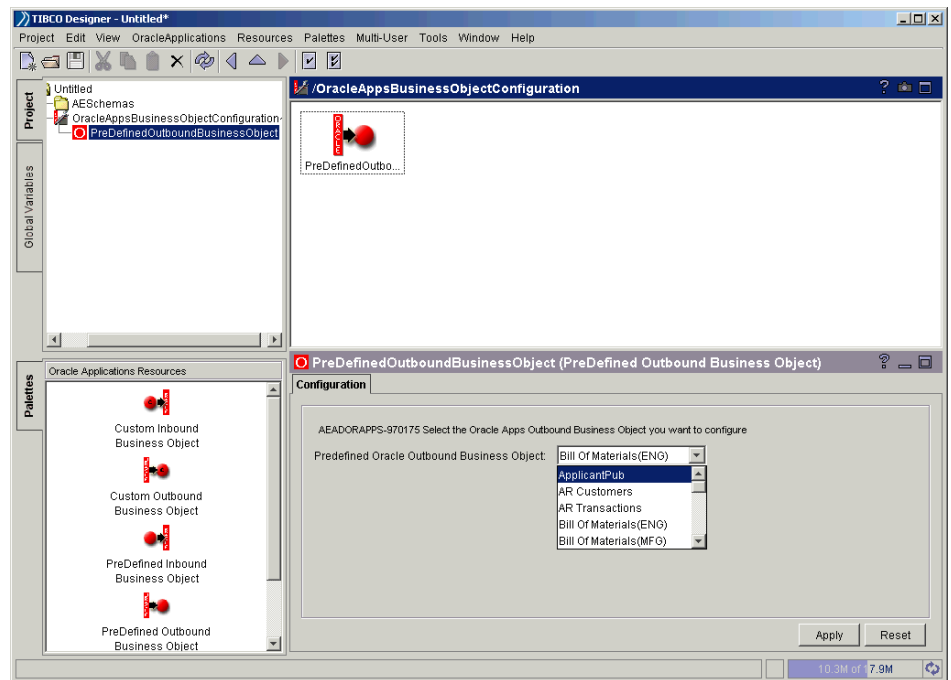 TIBCO Designer - Untitled*
Project Edit View OracleApplications Resources Palettes Multi-User Tools Window Help
Project
Global Variables
Untitled
AESchemas
OracleAppsBusinessObjectConfiguration
PreDefinedOutboundBusinessObject
/OracleAppsBusinessObjectConfiguration
ORACLE
PreDefinedOutbo...
Palettes
Oracle Applications Resources
Custom Inbound
Business Object
Custom Outbound
Business Object
PreDefined Inbound
Business Object
PreDefined Outbound
Business Object
PreDefinedOutboundBusinessObject (PreDefined Outbound Business Object)
Configuration
AEADORAPPS-970175 Select the Oracle Apps Outbound Business Object you want to configure
Predefined Oracle Outbound Business Object: Bill Of Materials(ENG)
ApplicantPub
AR Customers
AR Transactions
Bill Of Materials(ENG)
Bill Of Materials(MFG)
Apply Reset
10.3M of 17.9M